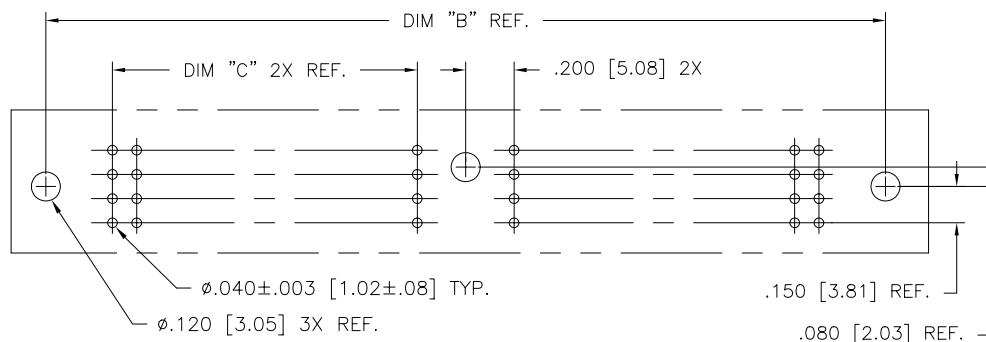 DIM "B" REF.
DIM "C" 2X REF.
.200 [5.08] 2X
ø.040±.003 [1.02±.08] TYP.
.150 [3.81] REF.
ø.120 [3.05] 3X REF.
.080 [2.03] REF.